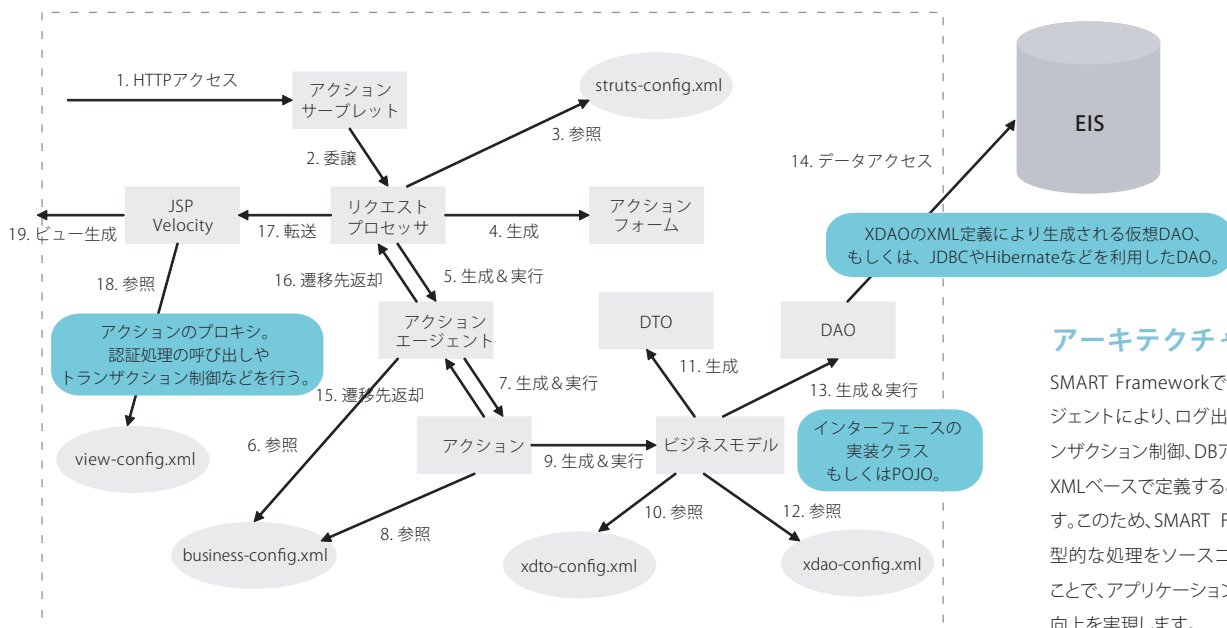 1. HTTPアクセス
アクション
サーブレット
struts-config.xml
EIS
2. 委譲
3. 参照
14. データアクセス
JSP
Velocity
17. 転送
リクエスト
プロセッサ
4. 生成
アクション
フォーム
19. ビュー生成
XDAOのXML定義により生成される仮想DAO、
もしくは、JDBCやHibernateなどを利用したDAO。
18. 参照
16. 遷移先返却
5. 生成&実行
アクションのプロキシ。
認証処理の呼び出しや
トランザクション制御などを行う。
アクション
エージェント
DTO
DAO
11. 生成
7. 生成&実行
13. 生成&実行
15. 遷移先返却
view-config.xml
6. 参照
アクション
9. 生成&実行
ビジネスモデル
インターフェースの
実装クラス
もしくはPOJO。
8. 参照
10. 参照
12. 参照
business-config.xml
xdto-config.xml
xdao-config.xml
アーキテクチャ
SMART Frameworkで
ジェントにより、ログ出
ンザクション制御、DBア
XMLベースで定義する
す。このため、SMART F
型的な処理をソースコ
ことで、アプリケーション
向上を実現します。